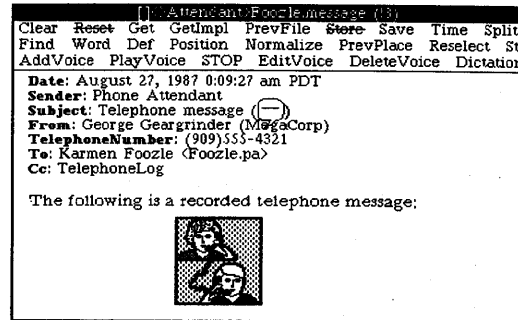 []<>Attendant>Foozle.message (!3)
Clear Reset Get GetImpl PrevFile Store Save Time Split
Find Word Def Position Normalize PrevPlace Reselect St
AddVoice PlayVoice STOP EditVoice DeleteVoice Dictation
Date: August 27, 1987 0:09:27 am PDT
Sender: Phone Attendant
Subject: Telephone message (
From: George Geargrinder (MegaCorp)
TelephoneNumber: (909)555-4321
To: Karmen Foozle <Foozle.pa>
Cc: TelephoneLog
The following is a recorded telephone message: